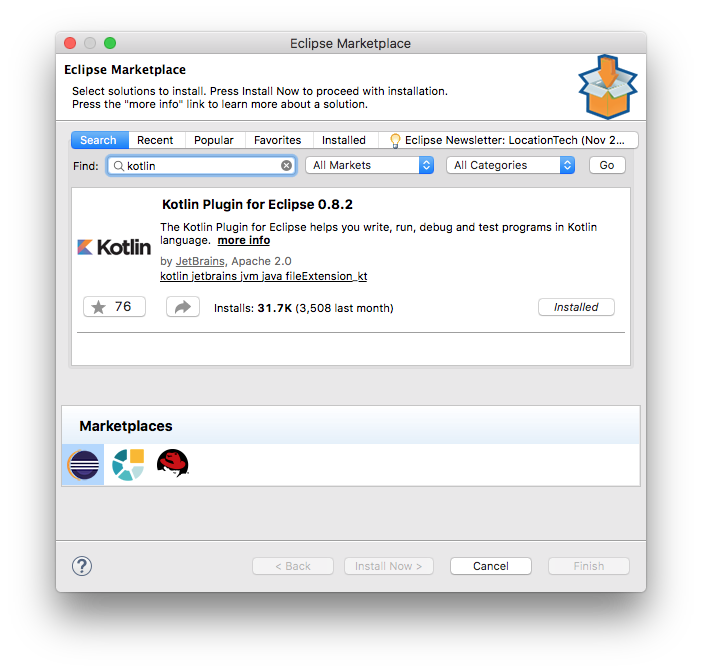 Eclipse Marketplace
Eclipse Marketplace
Select solutions to install. Press Install Now to proceed with installation.
Press the "more info" link to learn more about a solution.
Search Recent Popular Favorites Installed Eclipse Newsletter: LocationTech (Nov 2...
Find: kotlin All Markets All Categories Go
Kotlin Plugin for Eclipse 0.8.2
The Kotlin Plugin for Eclipse helps you write, run, debug and test programs in Kotlin
language. more info
Kotlin
by JetBrains, Apache 2.0
kotlin jetbrains jvm java fileExtension_kt
76 Installs: 31.7K (3,508 last month) Installed
Marketplaces
? < Back Install Now > Cancel Finish